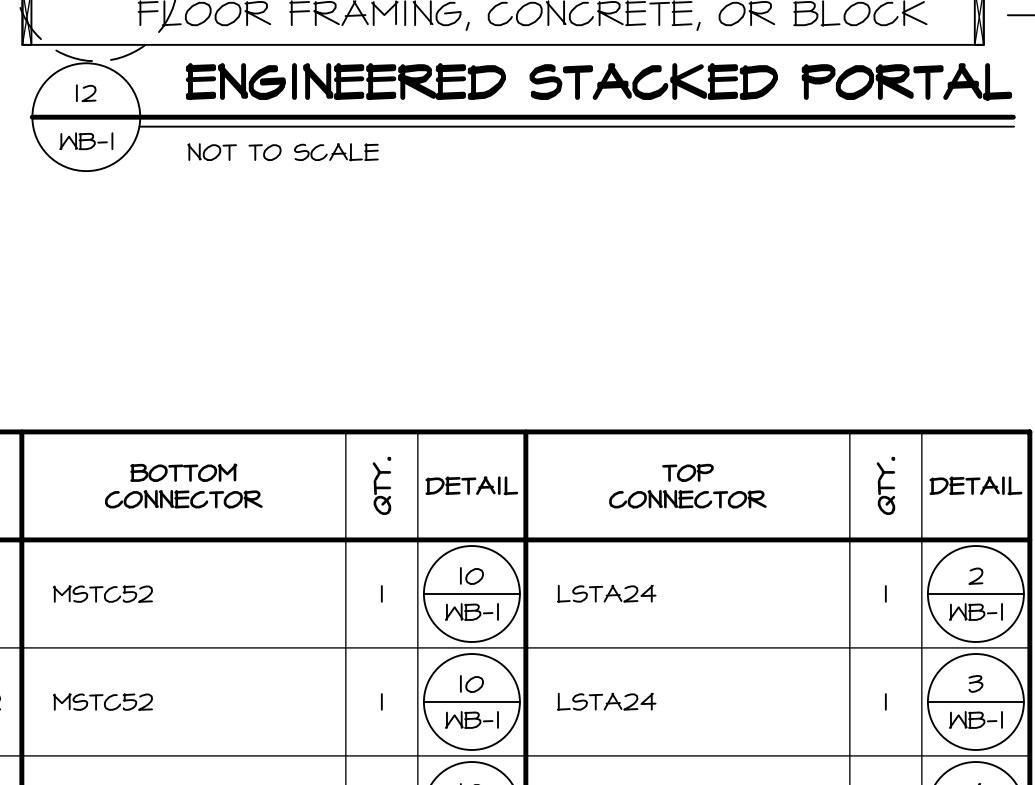 FLOOR FRAMING, CONCRETE, OR BLOCK
12
WB-1
ENGINEERED STACKED PORTAL
NOT TO SCALE
BOTTOM
CONNECTOR
QTY.
DETAIL
TOP
CONNECTOR
QTY.
DETAIL
MSTC52
1
10
WB-1
LSTA24
1
2
WB-1
MSTC52
1
10
WB-1
LSTA24
1
3
WB-1